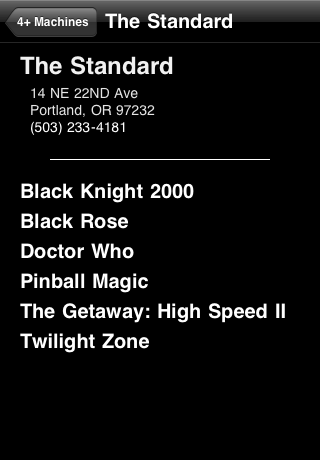 4+ Machines The Standard
The Standard
14 NE 22ND Ave
Portland, OR 97232
(503) 233-4181
Black Knight 2000
Black Rose
Doctor Who
Pinball Magic
The Getaway: High Speed II
Twilight Zone